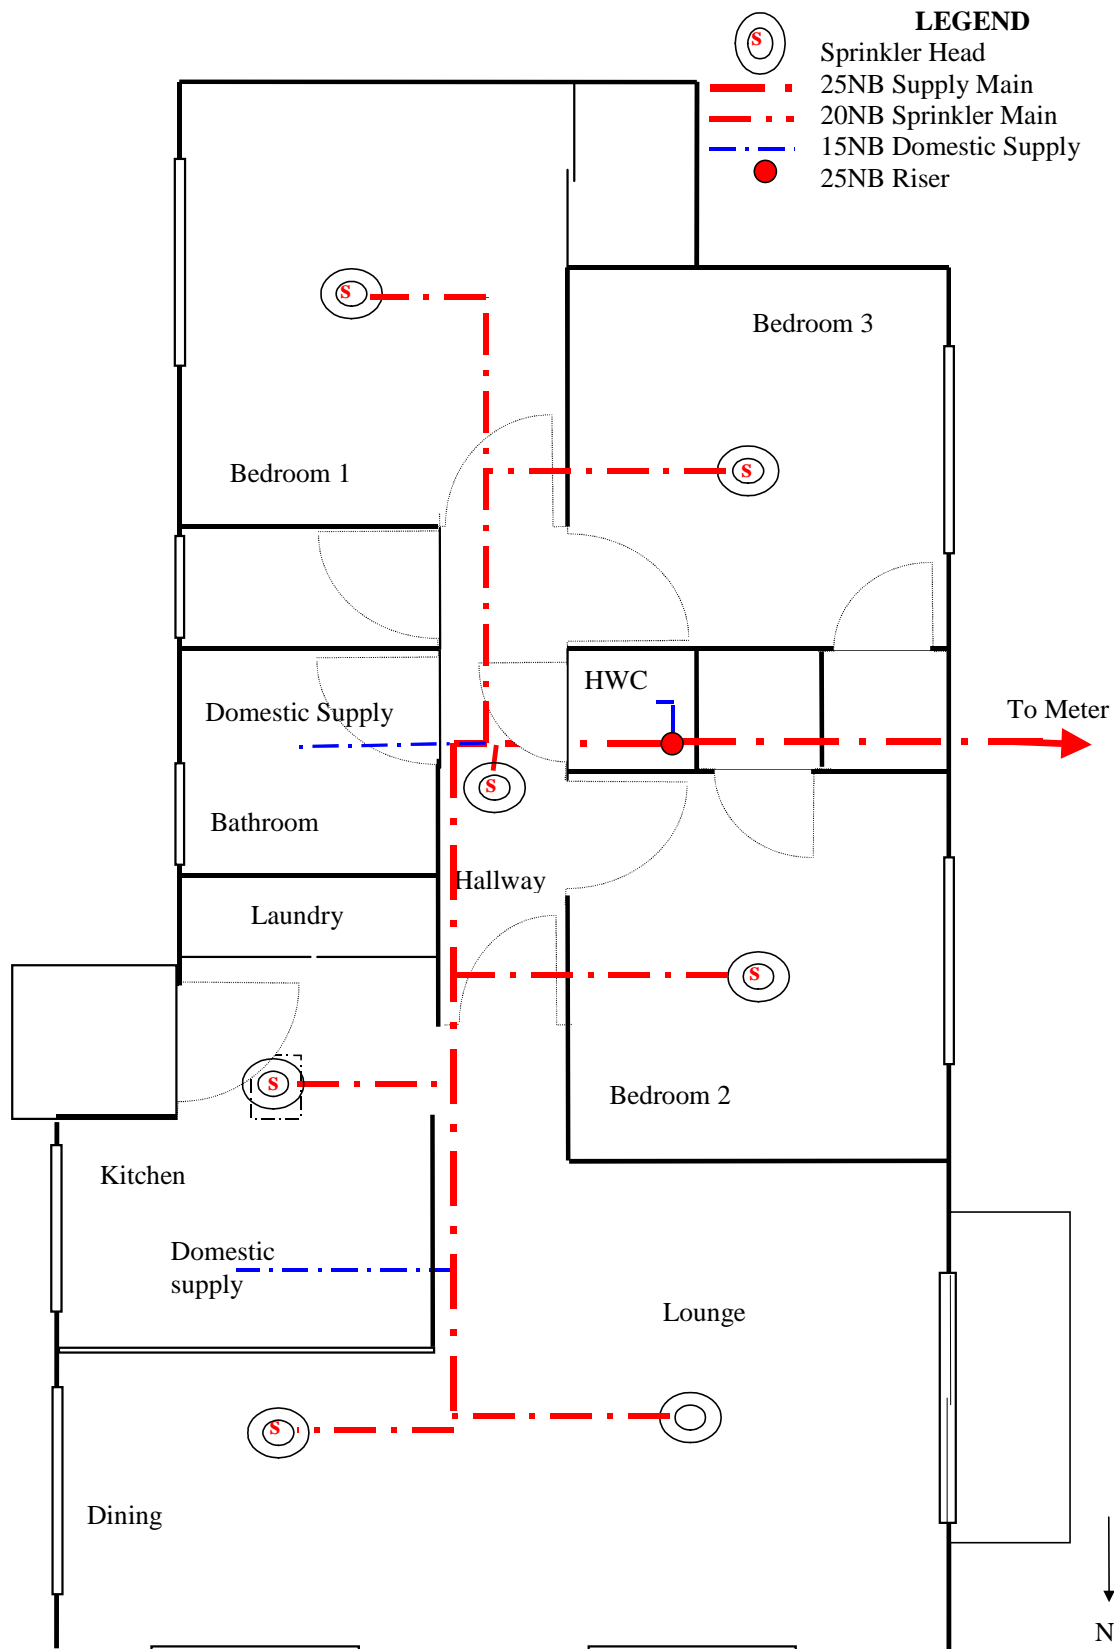 LEGEND
S
Sprinkler Head
25NB Supply Main
20NB Sprinkler Main
15NB Domestic Supply
25NB Riser
S
Bedroom 3
Bedroom 1
S
HWC
Domestic Supply
To Meter
S
Bathroom
Hallway
Laundry
S
S
Bedroom 2
Kitchen
Domestic
supply
Lounge
S
Dining
N